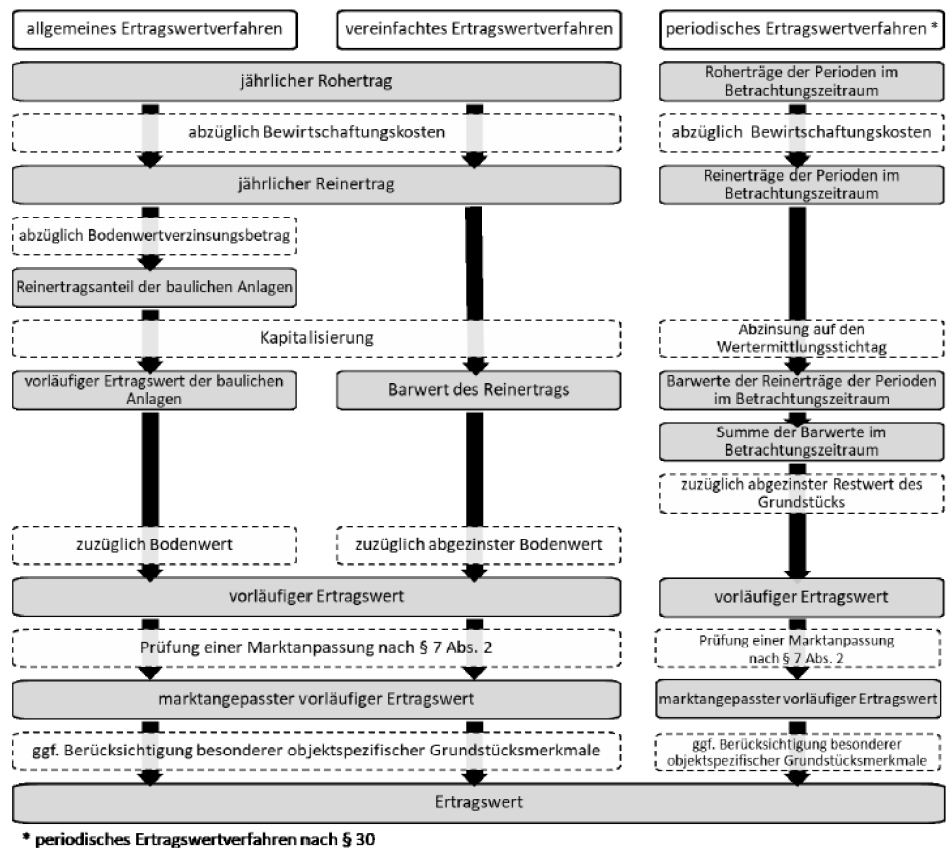 allgemeines Ertragswertverfahren
vereinfachtes Ertragswertverfahren
periodisches Ertragswertverfahren *
jährlicher Rohertrag
Roherträge der Perioden im
Betrachtungszeitraum
abzüglich Bewirtschaftungskosten
abzüglich Bewirtschaftungskosten
jährlicher Reinertrag
Reinerträge der Perioden im
Betrachtungszeitraum
abzüglich Bodenwertverzinsungsbetrag
Reinertragsanteil der baulichen Anlagen
Kapitalisierung
Abzinsung auf den
Wertermittlungsstichtag
vorläufiger Ertragswert der baulichen
Anlagen
Barwert des Reinertrags
Barwerte der Reinerträge der Perioden
im Betrachtungszeitraum
Summe der Barwerte im
Betrachtungszeitraum
zuzüglich abgezinster Restwert des
Grundstücks
zuzüglich Bodenwert
zuzüglich abgezinster Bodenwert
vorläufiger Ertragswert
vorläufiger Ertragswert
Prüfung einer Marktanpassung nach § 7 Abs. 2
Prüfung einer Marktanpassung
nach § 7 Abs. 2
marktangepasster vorläufiger Ertragswert
marktangepasster vorläufiger Ertragswert
ggf. Berücksichtigung besonderer objektspezifischer Grundstücksmerkmale
ggf. Berücksichtigung besonderer
objektspezifischer Grundstücksmerkmale
Ertragswert
* periodisches Ertragswertverfahren nach § 30